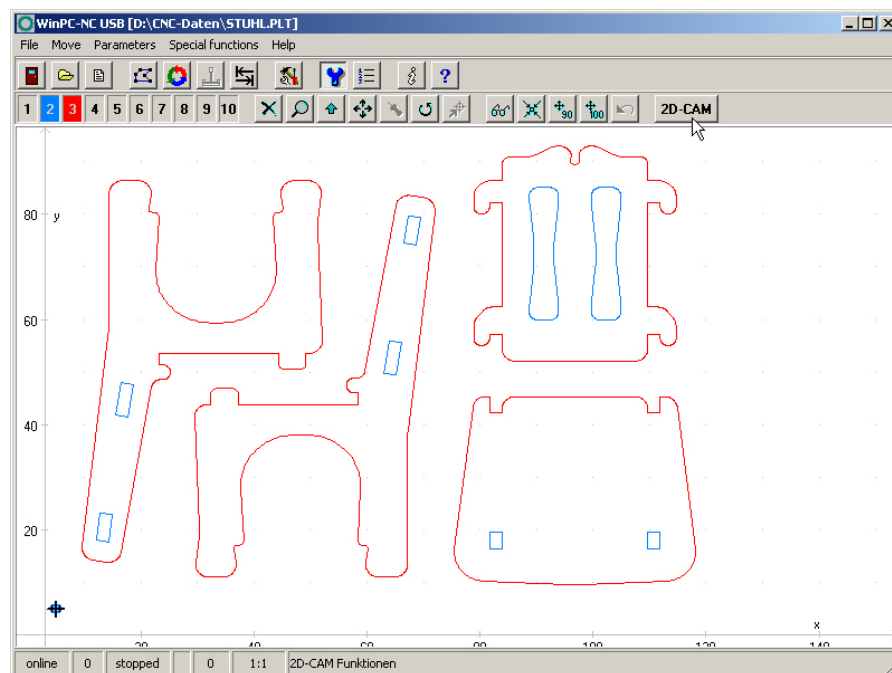 WinPC-NC USB [D:\CNC-Daten\STUHL.PLT]
File Move Parameters Special functions Help
1 2 3 4 5 6 7 8 9 10 90 100 2D-CAM
80 y
60
40
20
x
20 40 60 80 100 120 140
online 0 stopped 0 1:1 2D-CAM Funktionen